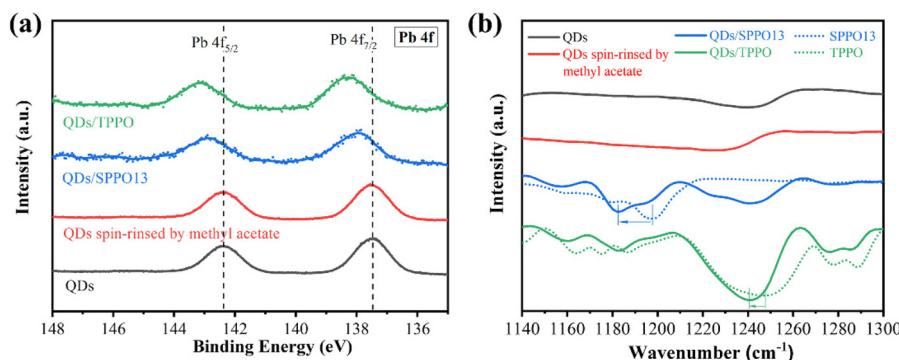 (a)
Pb 4f5/2
Pb 4f7/2
Pb 4f
QDs/TPPO
QDs/SPPO13
QDs spin-rinsed by methyl acetate
QDs
Intensity (a.u.)
148 146 144 142 140 138 136
Binding Energy (eV)
(b)
QDs
QDs spin-rinsed by
methyl acetate
QDs/SPPO13
SPPO13
QDs/TPPO
TPPO
Intensity (a.u.)
1140 1160 1180 1200 1220 1240 1260 1280 1300
Wavenumber (cm-1)